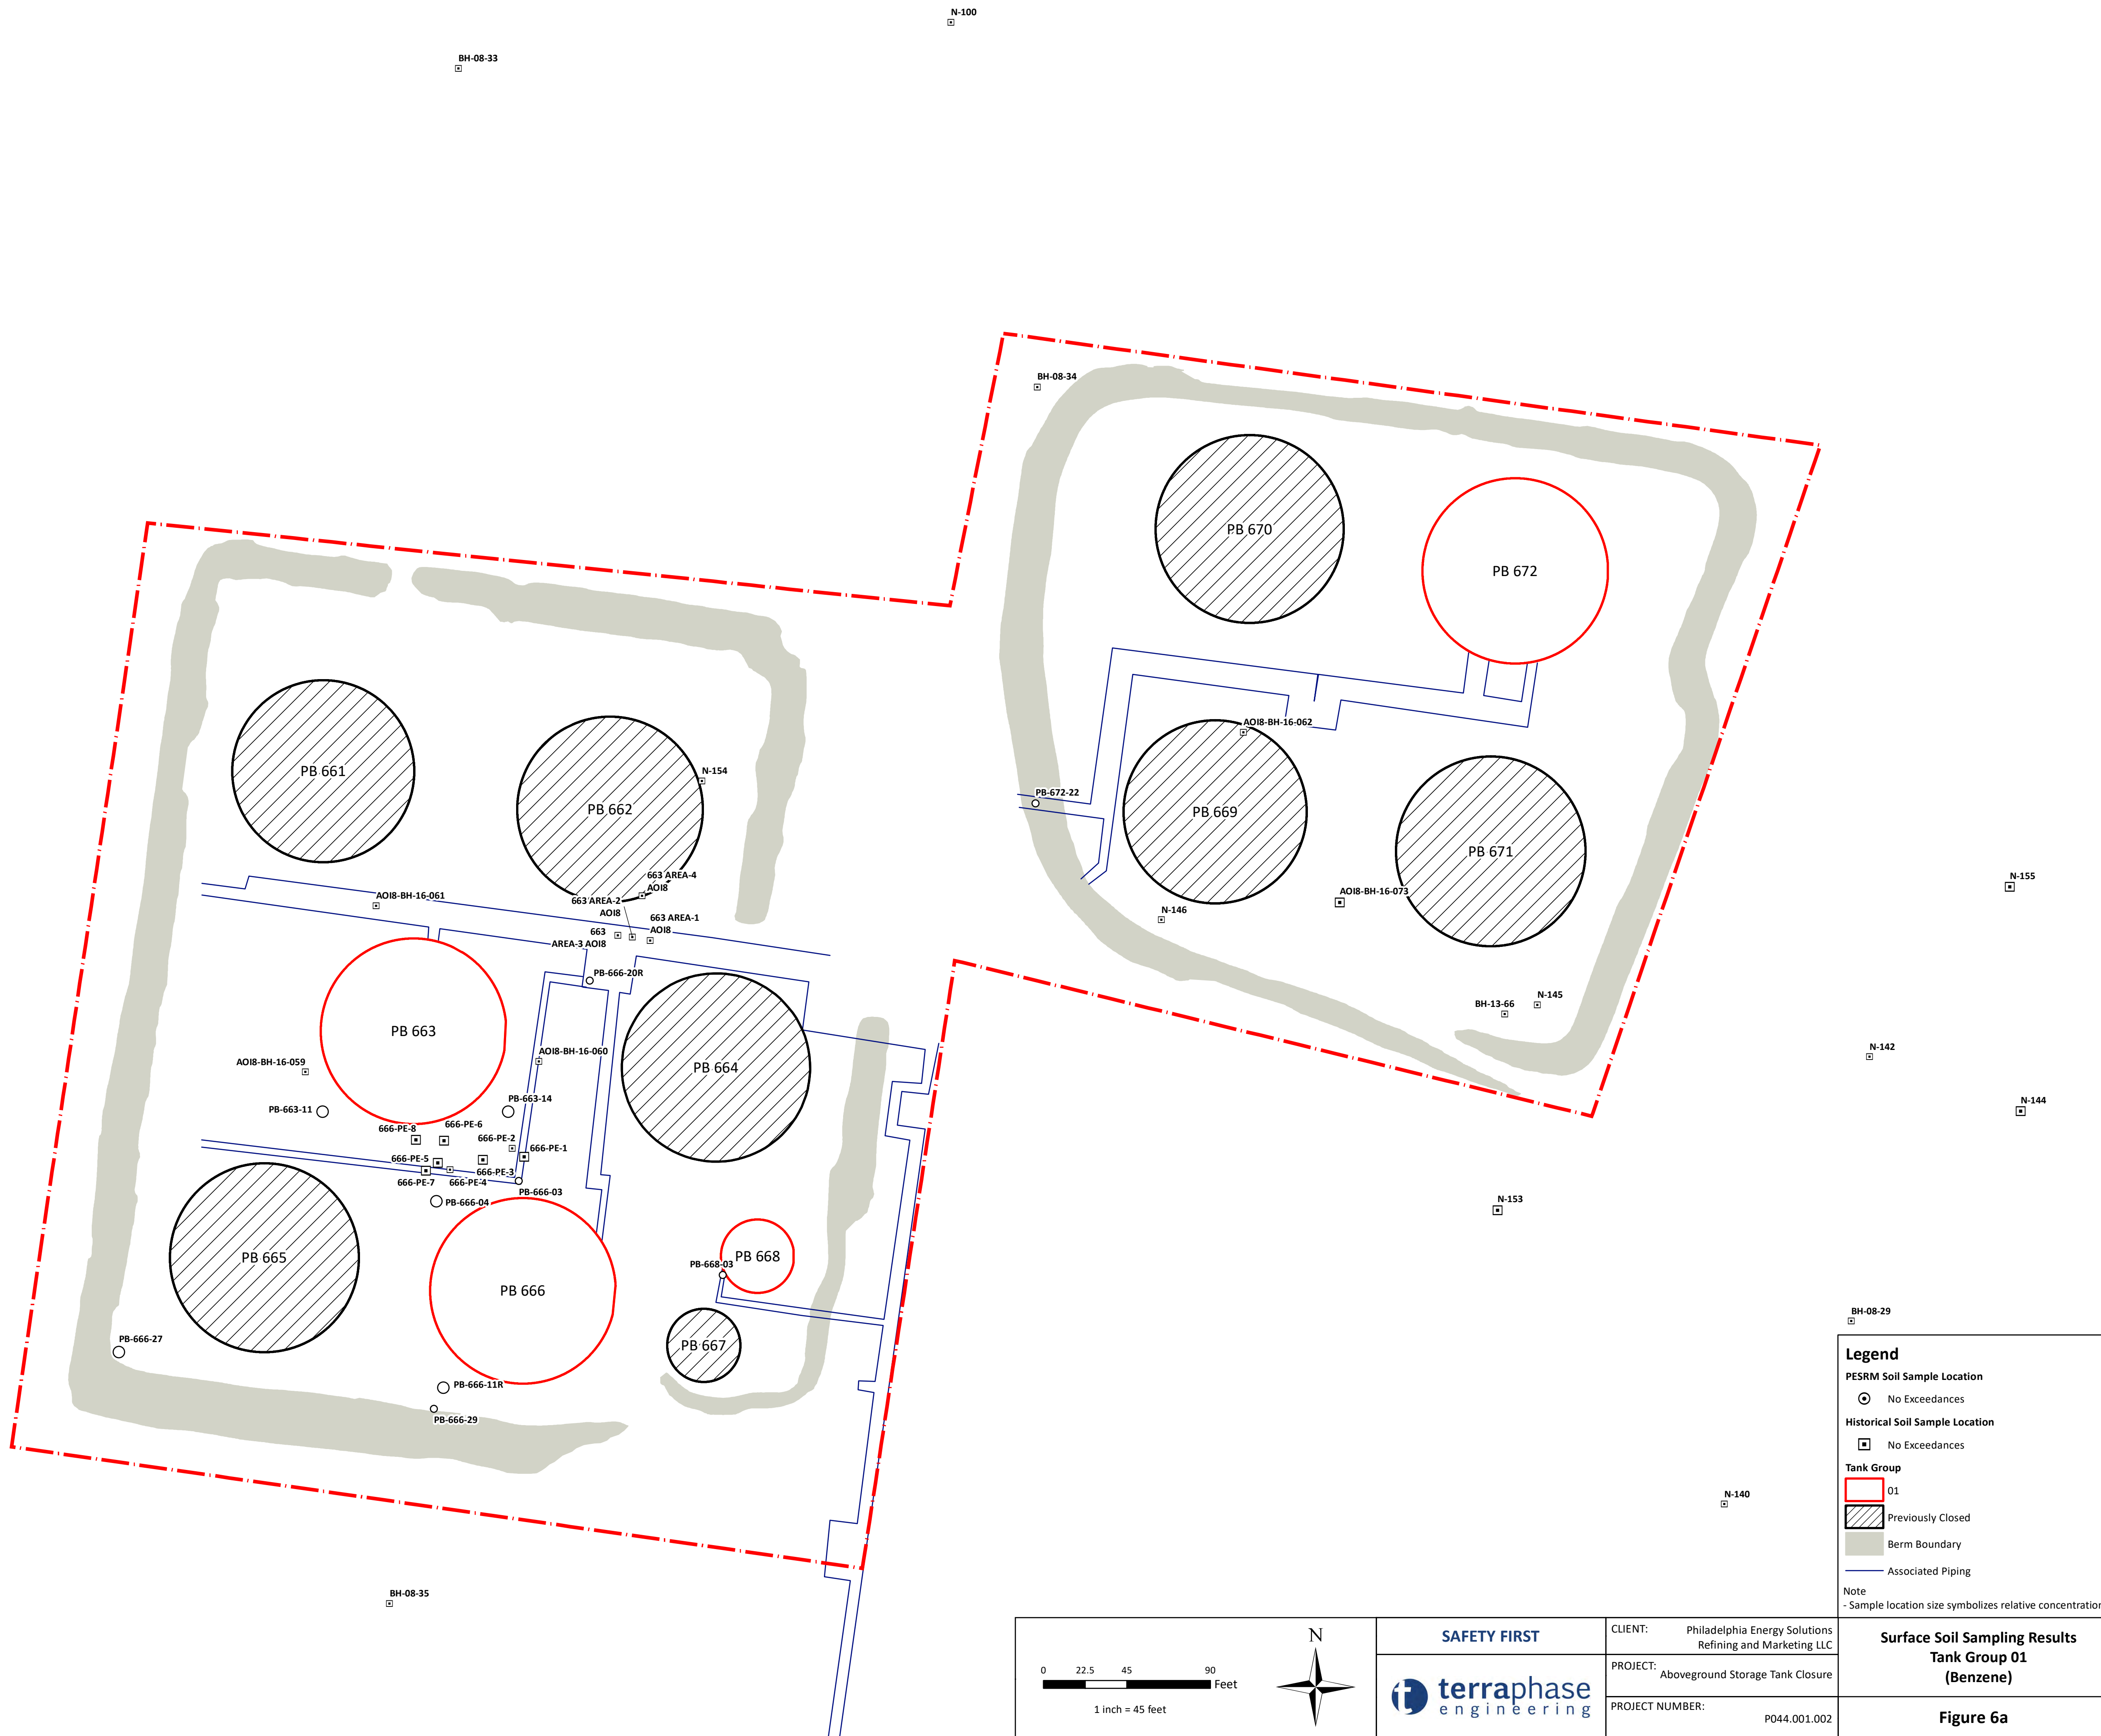 N-100
BH-08-33
BH-08-34
PB 670
PB 672
AOI8-BH-16-062
PB 661
N-154
PB-672-22
PB 662
PB 669
PB 671
663 AREA-4
AOI8
N-155
AOI8-BH-16-061
AOI8-BH-16-073
663 AREA-2
AOI8
N-146
663 AREA-1
AOI8
663
AREA-3 AOI8
PB-666-20R
N-145
BH-13-66
PB 663
N-142
AOI8-BH-16-060
AOI8-BH-16-059
PB 664
PB-663-14
N-144
PB-663-11
666-PE-6
666-PE-8
666-PE-2
666-PE-1
666-PE-5
666-PE-3
666-PE-7
666-PE-4
PB-666-03
N-153
PB-666-04
PB 665
PB 668
PB-668-03
PB 666
BH-08-29
PB-666-27
PB 667
PB-666-11R
PB-666-29
N-140
BH-08-35
Legend
PESRM Soil Sample Location
No Exceedances
Historical Soil Sample Location
No Exceedances
Tank Group
01
Previously Closed
Berm Boundary
Associated Piping
Note
- Sample location size symbolizes relative concentration
0 22.5 45 90
Feet
1 inch = 45 feet
N
SAFETY FIRST
terraphase
engineering
CLIENT: Philadelphia Energy Solutions
Refining and Marketing LLC
PROJECT: Aboveground Storage Tank Closure
PROJECT NUMBER:
P044.001.002
Surface Soil Sampling Results
Tank Group 01
(Benzene)
Figure 6a